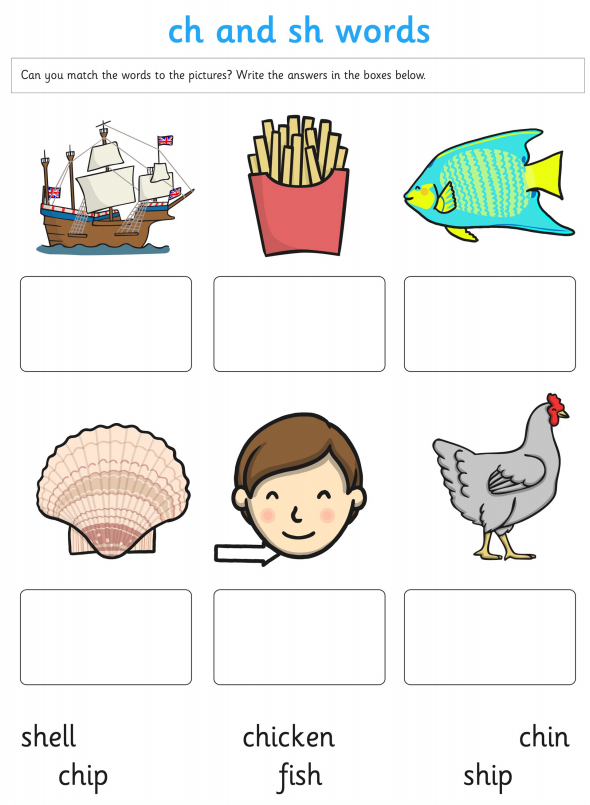 ch and sh words
Can you match the words to the pictures? Write the answers in the boxes below.
shell chicken chin
chip fish ship